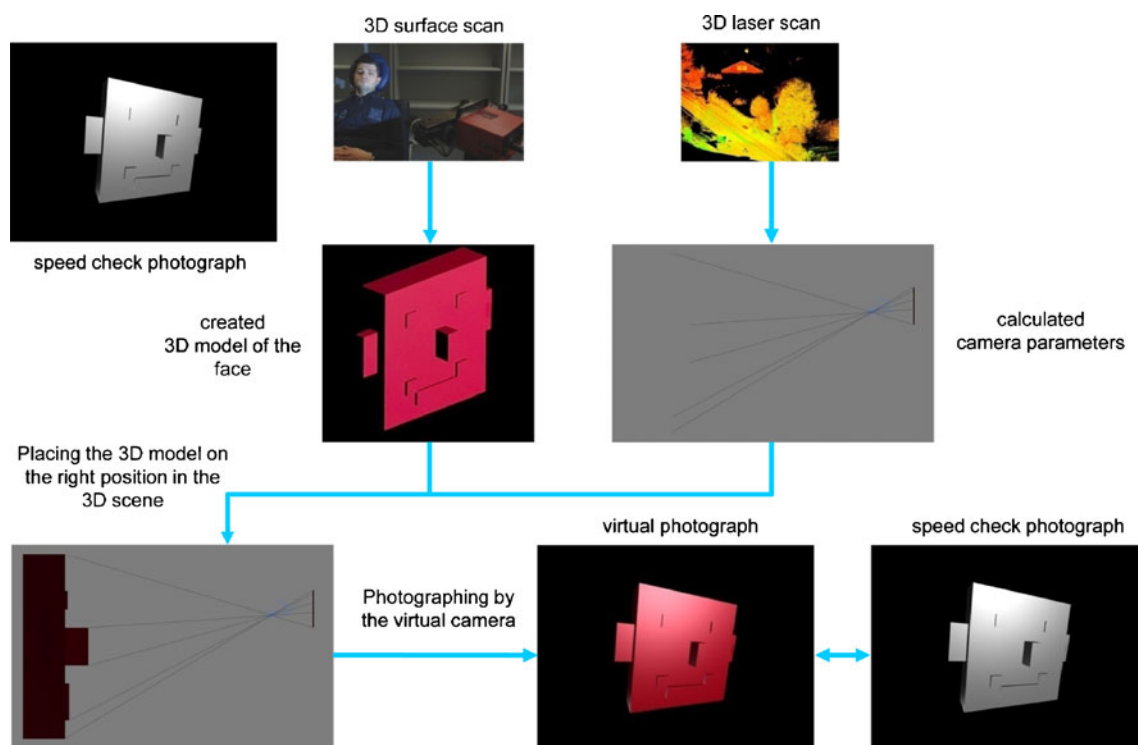 3D surface scan
3D laser scan
speed check photograph
created
3D model of the
face
calculated
camera parameters
Placing the 3D model on
the right position in the
3D scene
virtual photograph
speed check photograph
Photographing by
the virtual camera